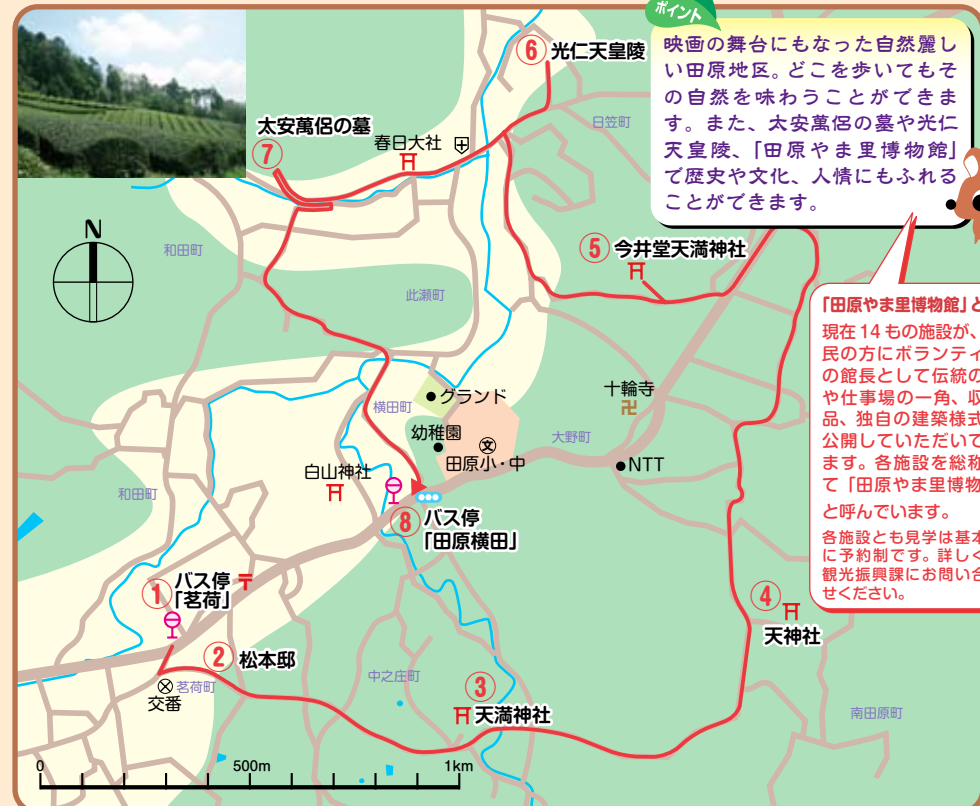 ポイント
映画の舞台にもなった自然麗し
い田原地区。どこを歩いてもそ
の自然を味わうことができま
す。また、太安萬侶の墓や光仁
天皇陵、「田原やま里博物館」
で歴史や文化、人情にもふれる
ことができます。
⑥ 光仁天皇陵
日笠町
太安萬侶の墓
⑦
春日大社
N
和田町
⑤ 今井堂天満神社
此瀬町
「田原やま里博物館」と
現在14もの施設が、
民の方にボランティ
の館長として伝統の
や仕事場の一角、収
品、独自の建築様式
公開していただいて
ます。各施設を総称
て「田原やま里博物
と呼んでいます。
各施設とも見学は基本
に予約制です。詳しく
観光振興課にお問い合
せください。
グランド
横田町
十輪寺
幼稚園
文
田原小・中
大野町
NTT
白山神社
和田町
⑧ バス停
「田原横田」
① バス停
「茗荷」
④
天神社
② 松本邸
茗荷町
交番
中之庄町
③
天満神社
南田原町
0 500m 1km